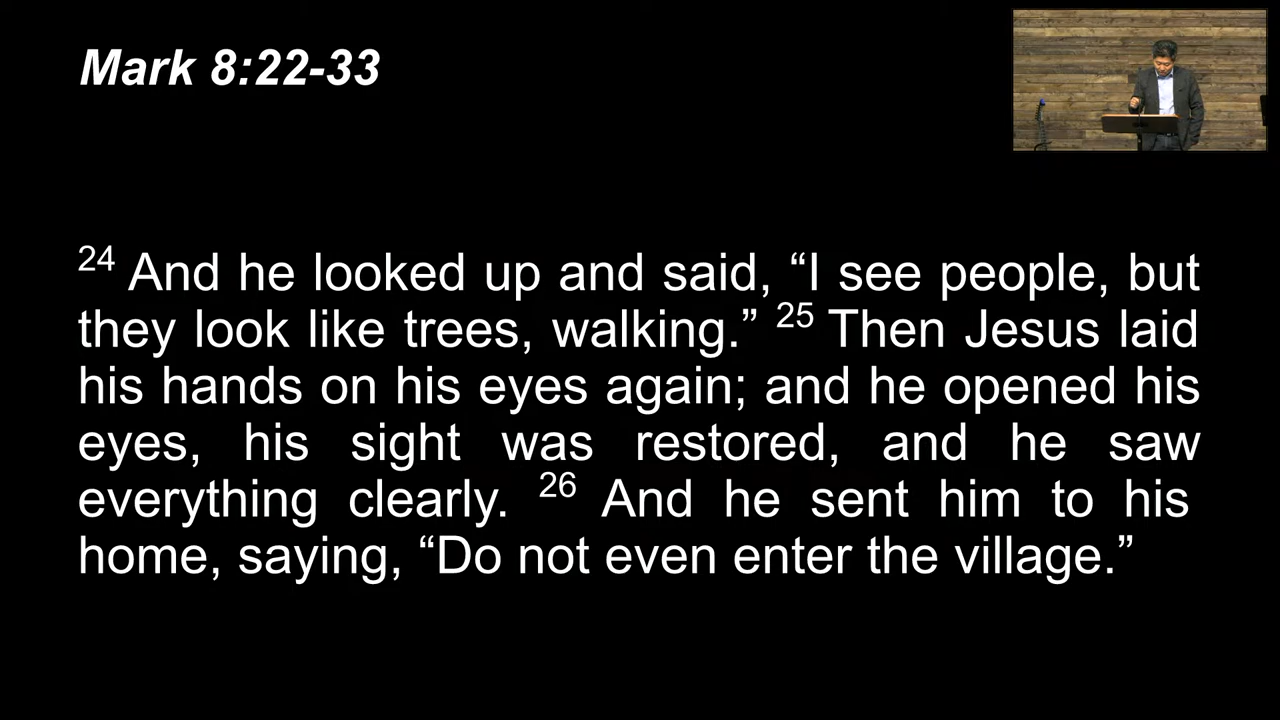 Mark 8:22-33
24 And he looked up and said, “I see people, but
they look like trees, walking.” 25 Then Jesus laid
his hands on his eyes again; and he opened his
eyes, his sight was restored, and he saw
everything clearly. 26 And he sent him to his
home, saying, “Do not even enter the village.”